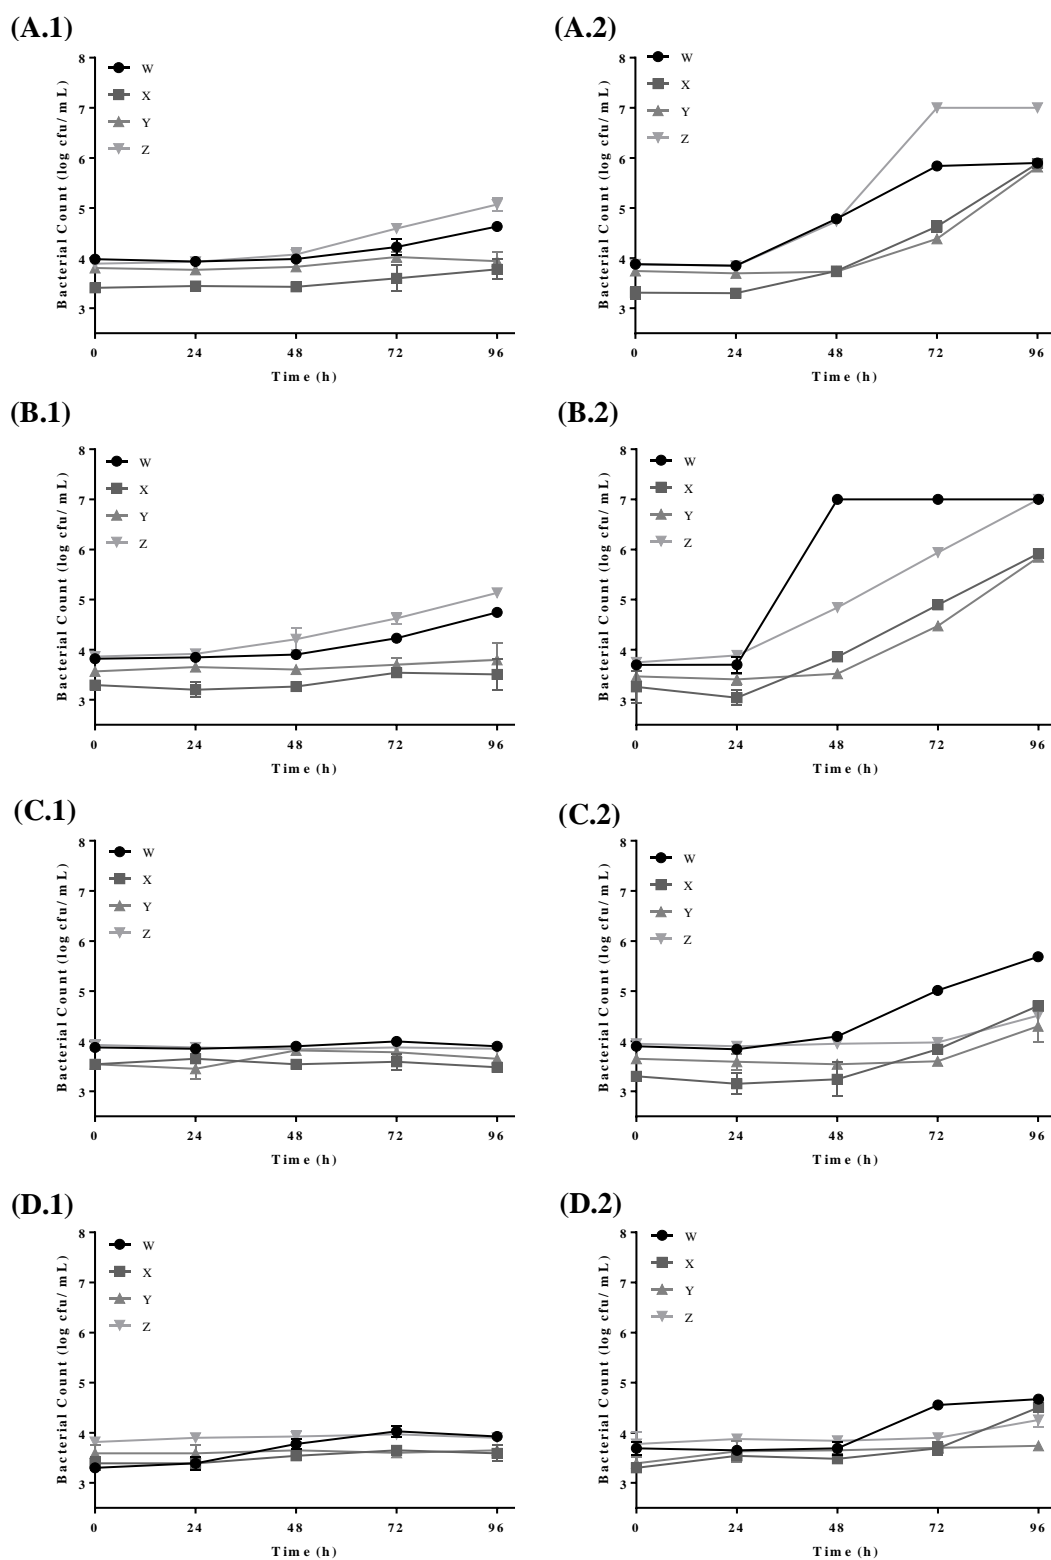 (A.1)
Bacterial Count (log cfu/ mL)
8
7
6
5
4
3
W
X
Y
Z
0 24 48 72 96
Time (h)
(A.2)
Bacterial Count (log cfu/ mL)
8
7
6
5
4
3
W
X
Y
Z
0 24 48 72 96
Time (h)
(B.1)
Bacterial Count (log cfu/ mL)
8
7
6
5
4
3
W
X
Y
Z
0 24 48 72 96
Time (h)
(B.2)
Bacterial Count (log cfu/ mL)
8
7
6
5
4
3
W
X
Y
Z
0 24 48 72 96
Time (h)
(C.1)
Bacterial Count (log cfu/ mL)
8
7
6
5
4
3
W
X
Y
Z
0 24 48 72 96
Time (h)
(C.2)
Bacterial Count (log cfu/ mL)
8
7
6
5
4
3
W
X
Y
Z
0 24 48 72 96
Time (h)
(D.1)
Bacterial Count (log cfu/ mL)
8
7
6
5
4
3
W
X
Y
Z
0 24 48 72 96
Time (h)
(D.2)
Bacterial Count (log cfu/ mL)
8
7
6
5
4
3
W
X
Y
Z
0 24 48 72 96
Time (h)